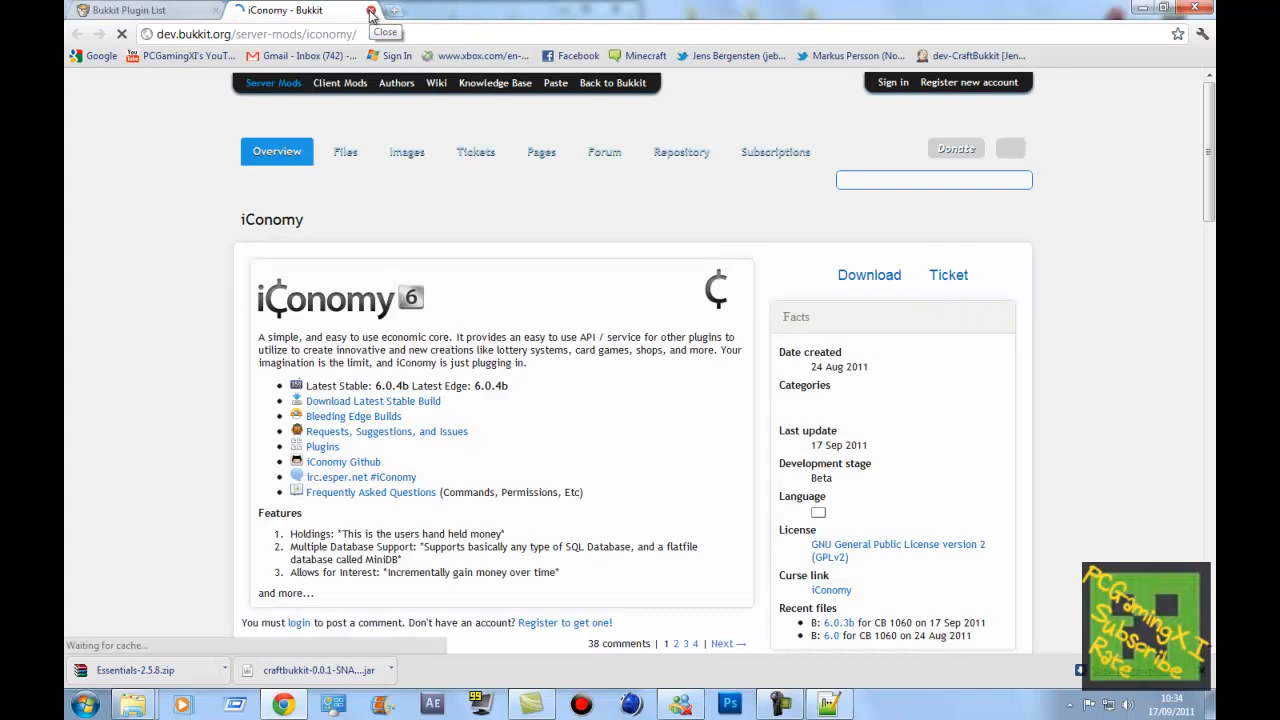 Bukkit Plugin List
iConomy - Bukkit
Close
dev.bukkit.org/server-mods/iconomy/
Google
PCGamingXI's YouT...
Gmail - Inbox (742) -...
Sign In
www.xbox.com/en-...
Facebook
Minecraft
Jens Bergensten (jeb...
Markus Persson (No...
dev-CraftBukkit [Jen...
Server Mods Client Mods Authors Wiki Knowledge Base Paste Back to Bukkit
Sign in Register new account
Overview Files Images Tickets Pages Forum Repository Subscriptions
Donate
iConomy
iConomy 6
Download Ticket
A simple, and easy to use economic core. It provides an easy to use API / service for other plugins to
utilize to create innovative and new creations like lottery systems, card games, shops, and more. Your
imagination is the limit, and iConomy is just plugging in.
Latest Stable: 6.0.4b Latest Edge: 6.0.4b
Download Latest Stable Build
Bleeding Edge Builds
Requests, Suggestions, and Issues
Plugins
iConomy Github
irc.esper.net #iConomy
Frequently Asked Questions (Commands, Permissions, Etc)
Features
1. Holdings: *This is the users hand held money*
2. Multiple Database Support: *Supports basically any type of SQL Database, and a flatfile
database called MiniDB*
3. Allows for Interest: *Incrementally gain money over time*
and more...
You must login to post a comment. Don't have an account? Register to get one!
38 comments | 1 2 3 4 | Next →
Facts
Date created
24 Aug 2011
Categories
Last update
17 Sep 2011
Development stage
Beta
Language
License
GNU General Public License version 2
(GPLv2)
Curse link
iConomy
Recent files
B: 6.0.3b for CB 1060 on 17 Sep 2011
B: 6.0 for CB 1060 on 24 Aug 2011
PCGamingXI
Subscribe
Rate
Waiting for cache...
Essentials-2.5.8.zip
craftbukkit-0.0.1-SNA....jar
Ae
99
Ps
10:34
17/09/2011